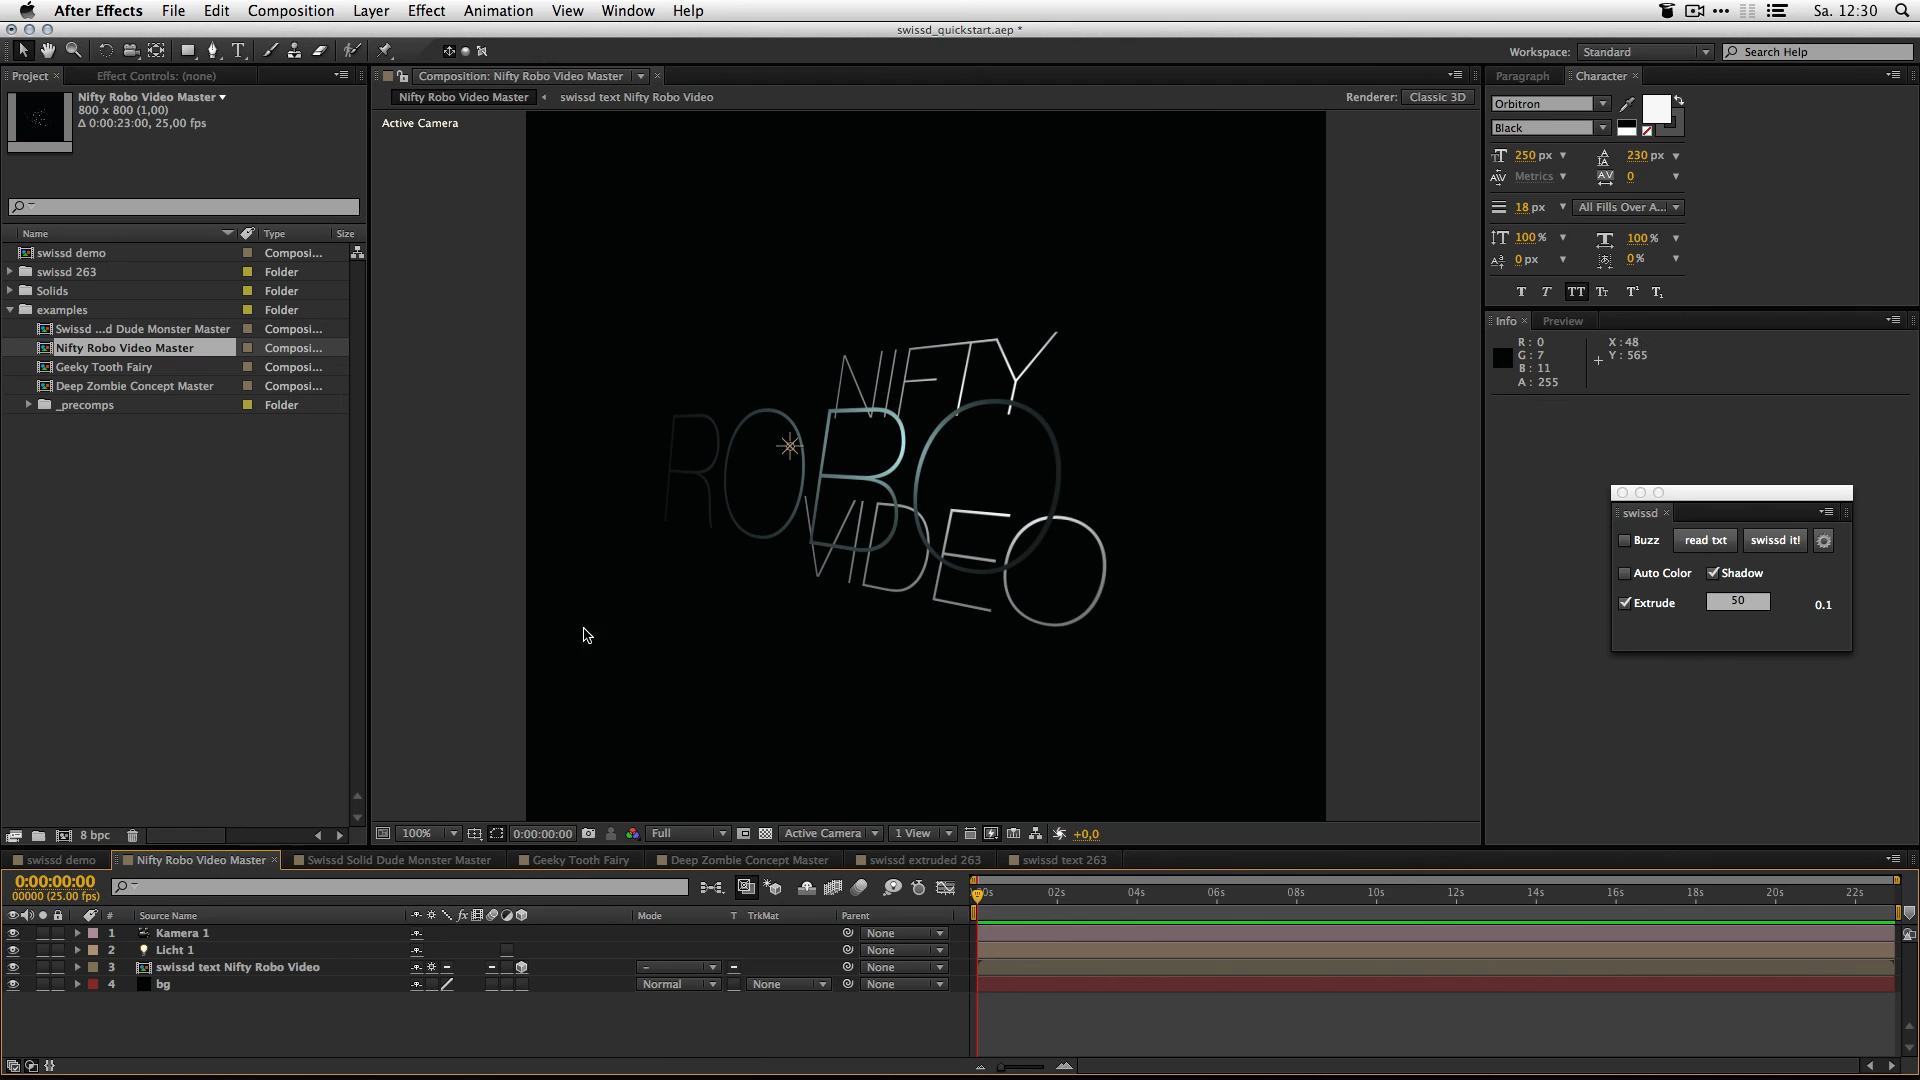 After Effects File Edit Composition Layer Effect Animation View Window Help Sa. 12:30
swissd_quickstart.aep *
Workspace: Standard Search Help
Project Effect Controls: (none) Composition: Nifty Robo Video Master Paragraph Character
Nifty Robo Video Master
800 x 800 (1,00)
Δ 0:00:23:00, 25,00 fps
Nifty Robo Video Master swissd text Nifty Robo Video Renderer: Classic 3D
Active Camera
Orbitron
Black
250 px 230 px
Metrics 0
18 px All Fills Over A...
100 % 100 %
0 px 0 %
Name Type Size
swissd demo Composi...
swissd 263 Folder
Solids Folder
examples Folder
Swissd ...d Dude Monster Master Composi...
Nifty Robo Video Master Composi...
Geeky Tooth Fairy Composi...
Deep Zombie Concept Master Composi...
_precomps Folder
NIFTY
ROBO
VIDEO
Info Preview
R: 0 X: 48
G: 7 Y: 565
B: 11
A: 255
swissd
Buzz read txt swissd it!
Auto Color Shadow
Extrude 50 0.1
8 bpc
100% 0:00:00:00 Full Active Camera 1 View +0,0
swissd demo Nifty Robo Video Master Swissd Solid Dude Monster Master Geeky Tooth Fairy Deep Zombie Concept Master swissd extruded 263 swissd text 263
0:00:00:00
00000 (25.00 fps)
00s 02s 04s 06s 08s 10s 12s 14s 16s 18s 20s 22s
# Source Name fx Mode T TrkMat Parent
1 Kamera 1 None
2 Licht 1 None
3 swissd text Nifty Robo Video – None
4 bg Normal None None